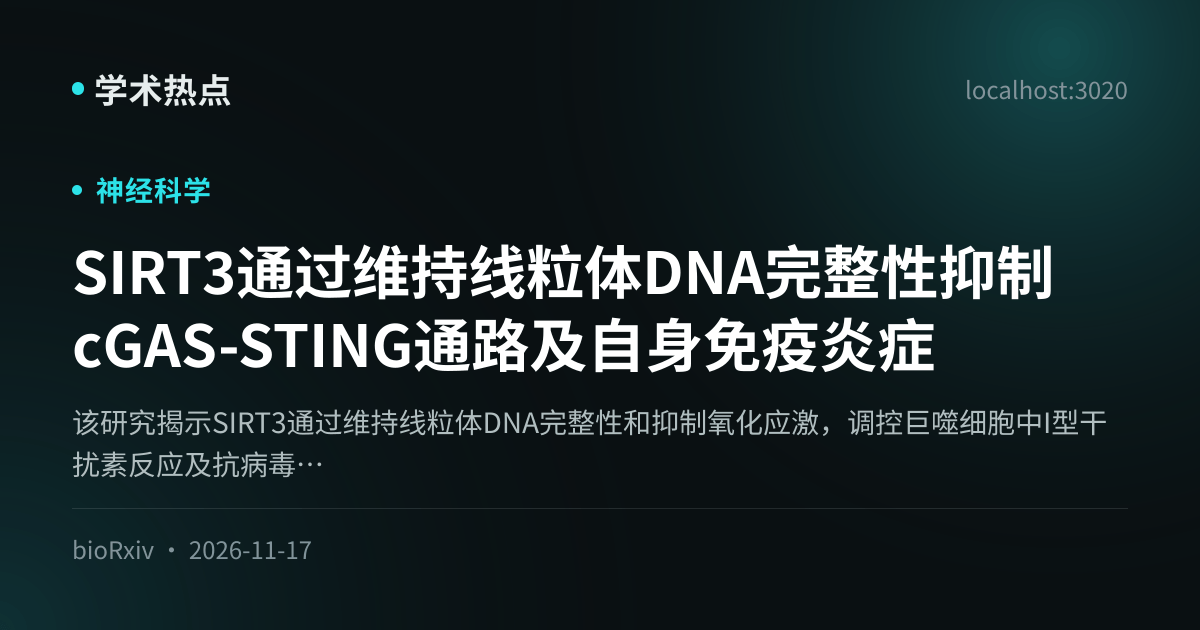 学术热点
localhost:3020
神经科学
SIRT3通过维持线粒体DNA完整性抑制
cGAS-STING通路及自身免疫炎症
该研究揭示SIRT3通过维持线粒体DNA完整性和抑制氧化应激，调控巨噬细胞中I型干
扰素反应及抗病毒…
bioRxiv · 2026-11-17